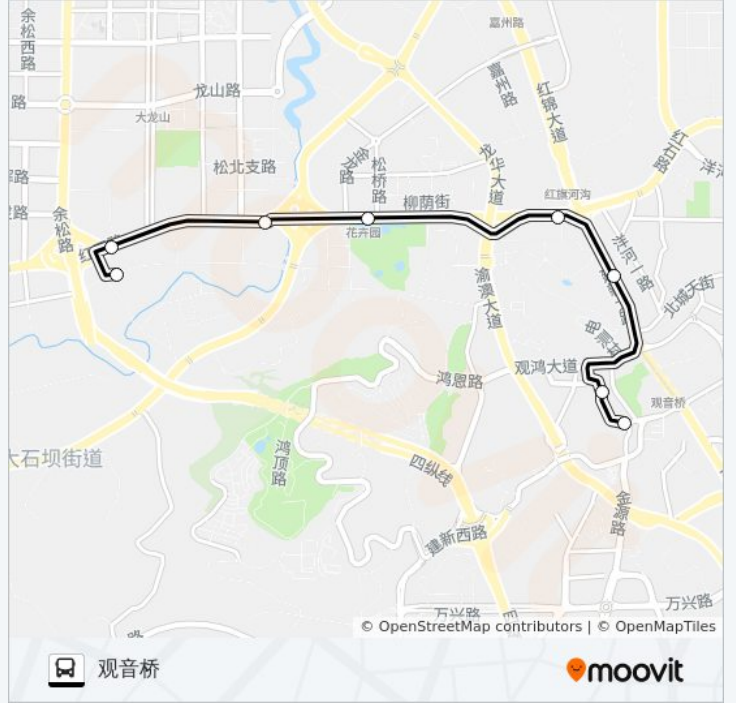 余松西路
嘉州路
路
龙山路
大龙山
嘉州路
红锦大道
红石路
松北支路
金茂路
松桥路
龙华大道
柳荫街
红旗河沟
余松路
花卉园
洪河一路
渝澳大道
北城天街
观鸿大道
鸿恩路
观音桥
大石坝街道
鸿顶路
四纵线
金源路
建新西路
万兴路
万兴路
© OpenStreetMap contributors | © OpenMapTiles
观音桥
moovit